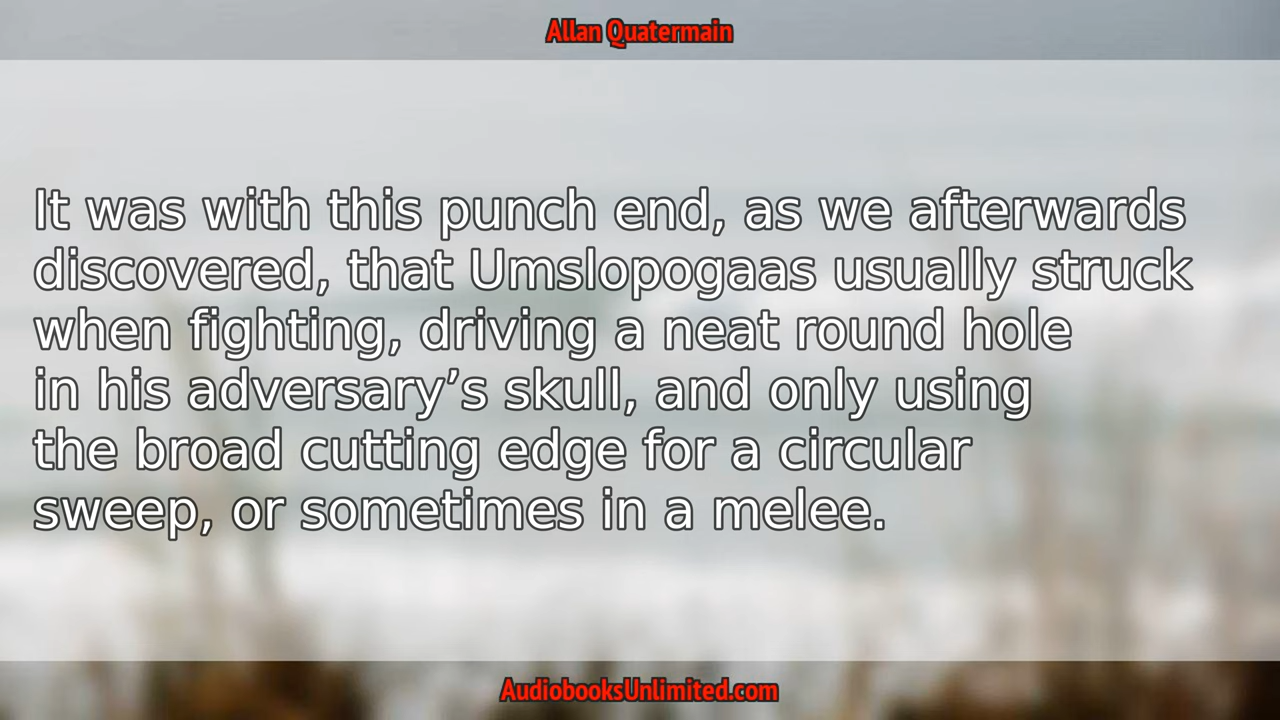 Allan Quatermain
It was with this punch end, as we afterwards
discovered, that Umslopogaas usually struck
when fighting, driving a neat round hole
in his adversary’s skull, and only using
the broad cutting edge for a circular
sweep, or sometimes in a melee.
AudiobooksUnlimited.com